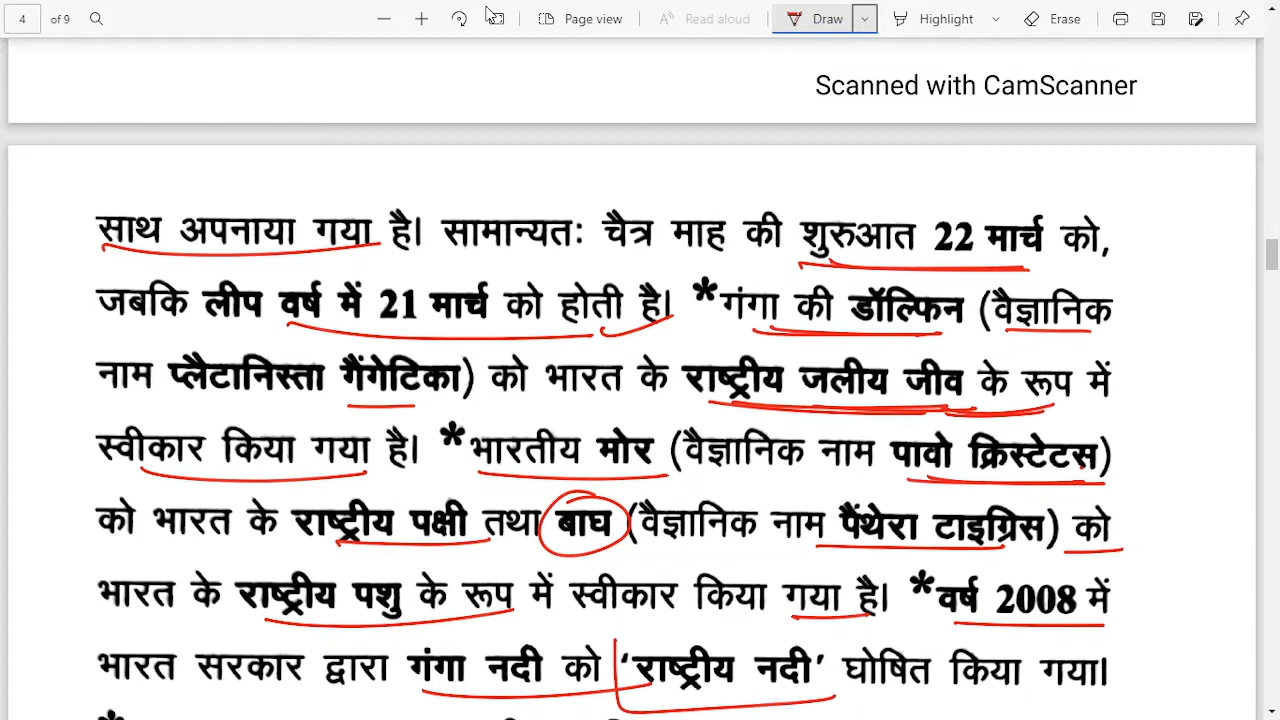 4 of 9 Page view Read aloud Draw Highlight Erase
Scanned with CamScanner
साथ अपनाया गया है। सामान्यतः चैत्र माह की शुरुआत 22 मार्च को,
जबकि लीप वर्ष में 21 मार्च को होती है। *गंगा की डॉल्फिन (वैज्ञानिक
नाम प्लैटानिस्ता गैंगेटिका) को भारत के राष्ट्रीय जलीय जीव के रूप में
स्वीकार किया गया है। *भारतीय मोर (वैज्ञानिक नाम पावो क्रिस्टेटस)
को भारत के राष्ट्रीय पक्षी तथा बाघ (वैज्ञानिक नाम पैंथेरा टाइग्रिस) को
भारत के राष्ट्रीय पशु के रूप में स्वीकार किया गया है। *वर्ष 2008 में
भारत सरकार द्वारा गंगा नदी को ‘राष्ट्रीय नदी’ घोषित किया गया।